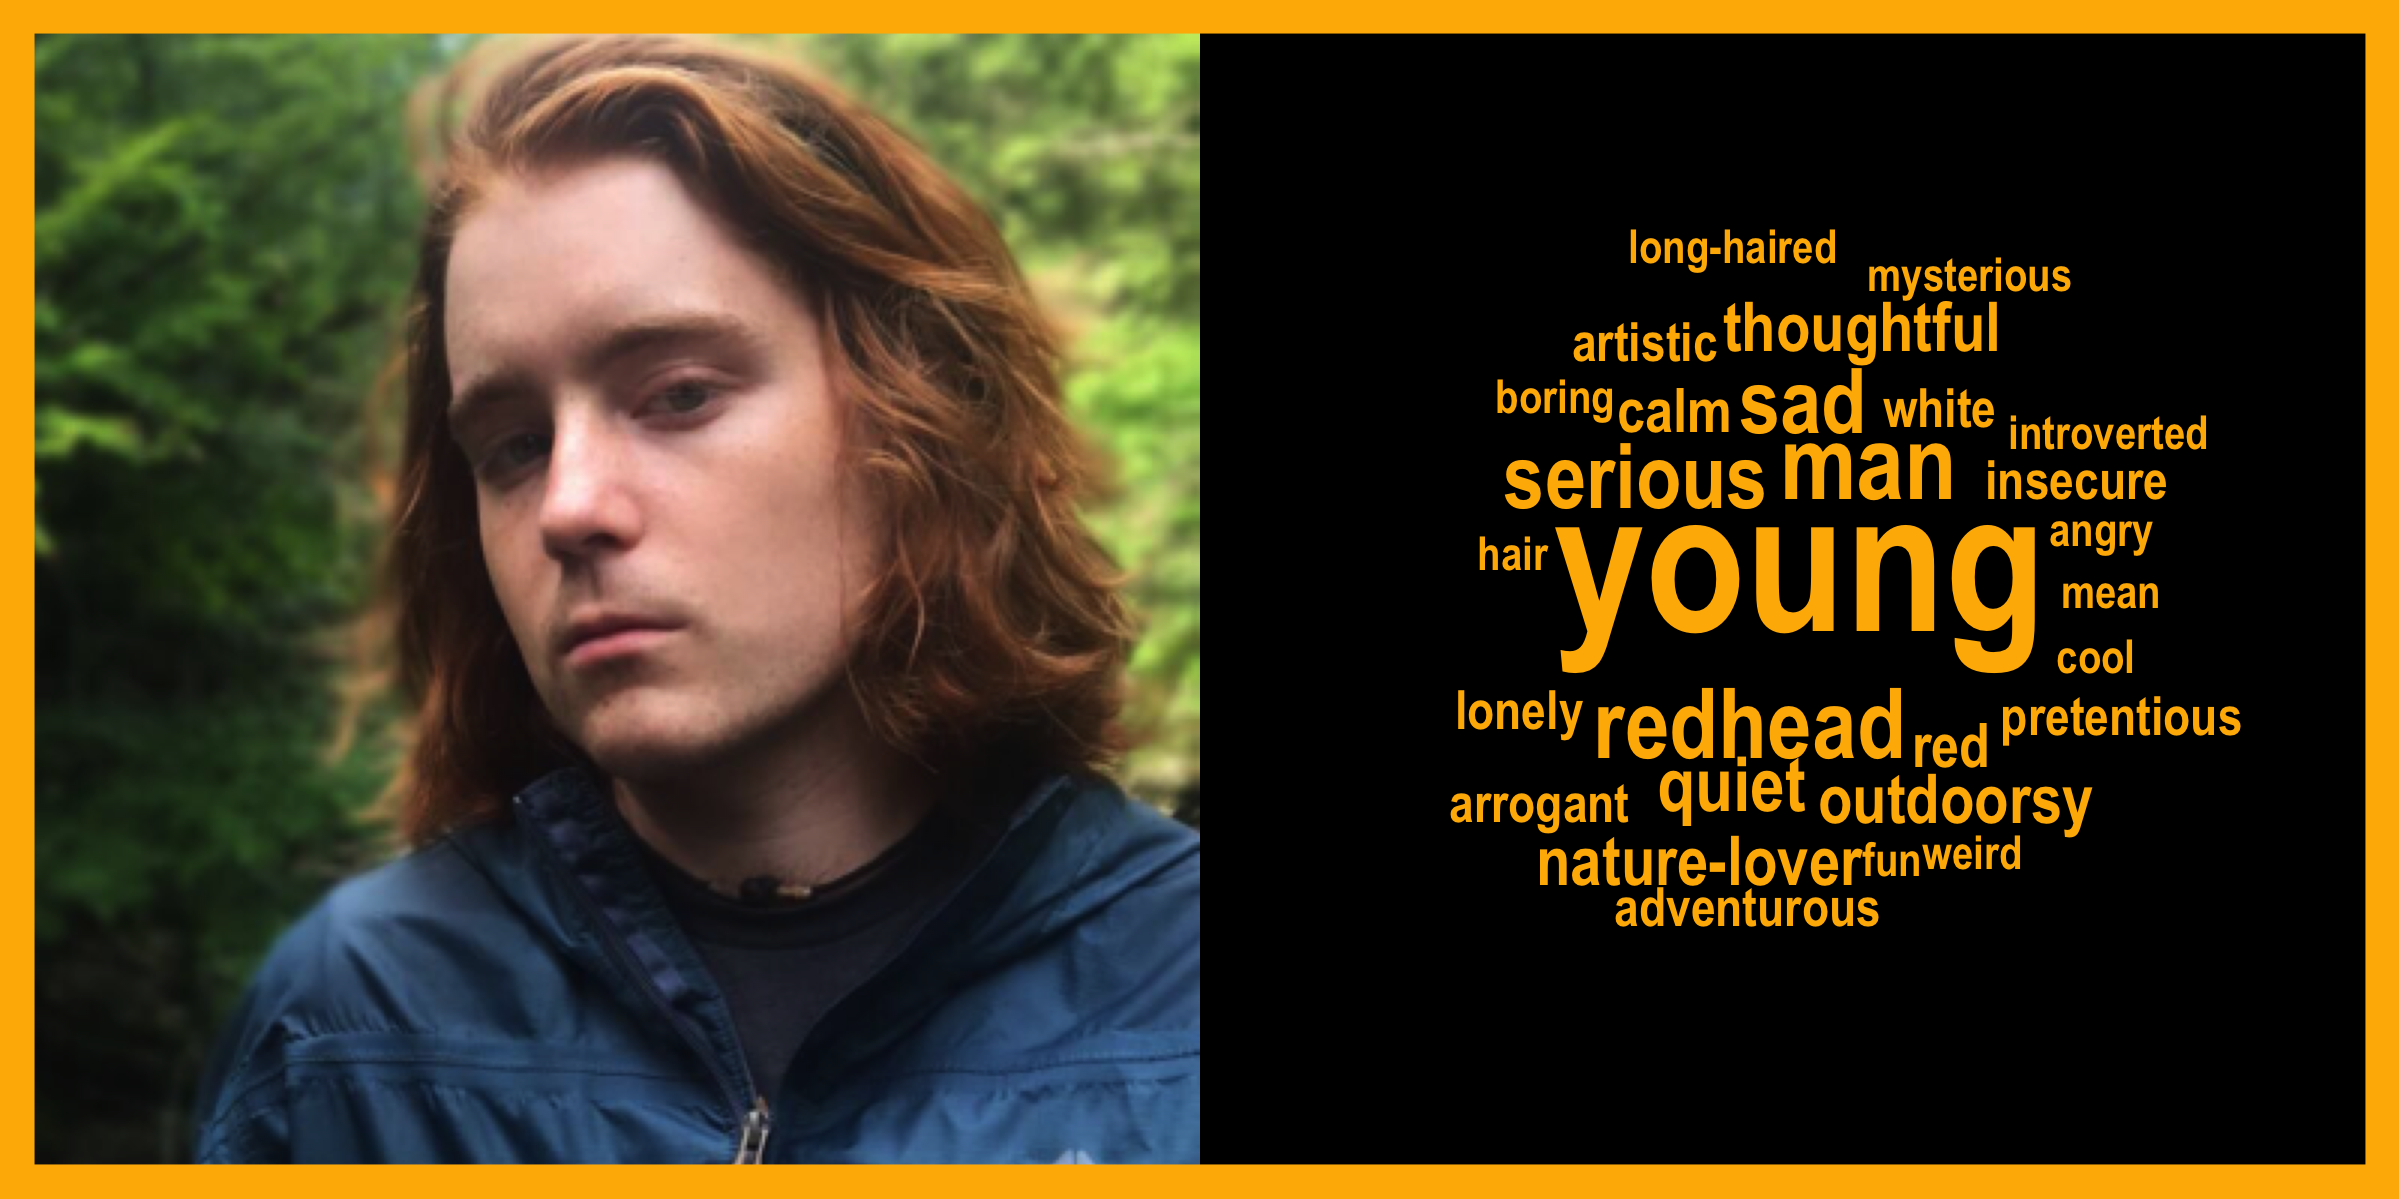 long-haired
mysterious
artistic thoughtful
boring calm sad white introverted
serious man insecure
hair young angry
mean
cool
lonely redhead red pretentious
arrogant quiet outdoorsy
nature-lover fun weird
adventurous